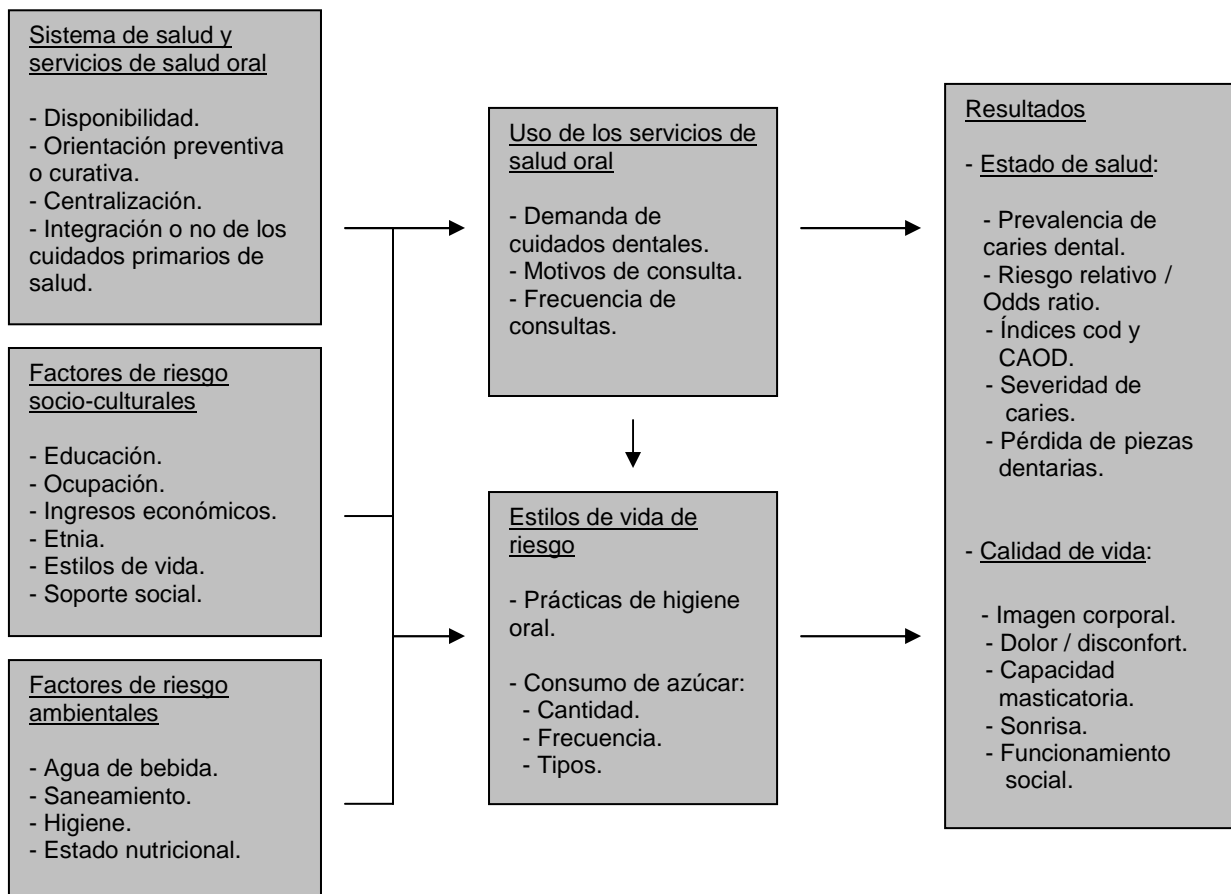 Sistema de salud y
servicios de salud oral
- Disponibilidad.
- Orientación preventiva
o curativa.
- Centralización.
- Integración o no de los
cuidados primarios de
salud.
Factores de riesgo
socio-culturales
- Educación.
- Ocupación.
- Ingresos económicos.
- Etnia.
- Estilos de vida.
- Soporte social.
Factores de riesgo
ambientales
- Agua de bebida.
- Saneamiento.
- Higiene.
- Estado nutricional.
Uso de los servicios de
salud oral
- Demanda de
cuidados dentales.
- Motivos de consulta.
- Frecuencia de
consultas.
Estilos de vida de
riesgo
- Prácticas de higiene
oral.
- Consumo de azúcar:
- Cantidad.
- Frecuencia.
- Tipos.
Resultados
- Estado de salud:
- Prevalencia de
caries dental.
- Riesgo relativo /
Odds ratio.
- Índices cod y
CAOD.
- Severidad de
caries.
- Pérdida de piezas
dentarias.
- Calidad de vida:
- Imagen corporal.
- Dolor / disconfort.
- Capacidad
masticatoria.
- Sonrisa.
- Funcionamiento
social.